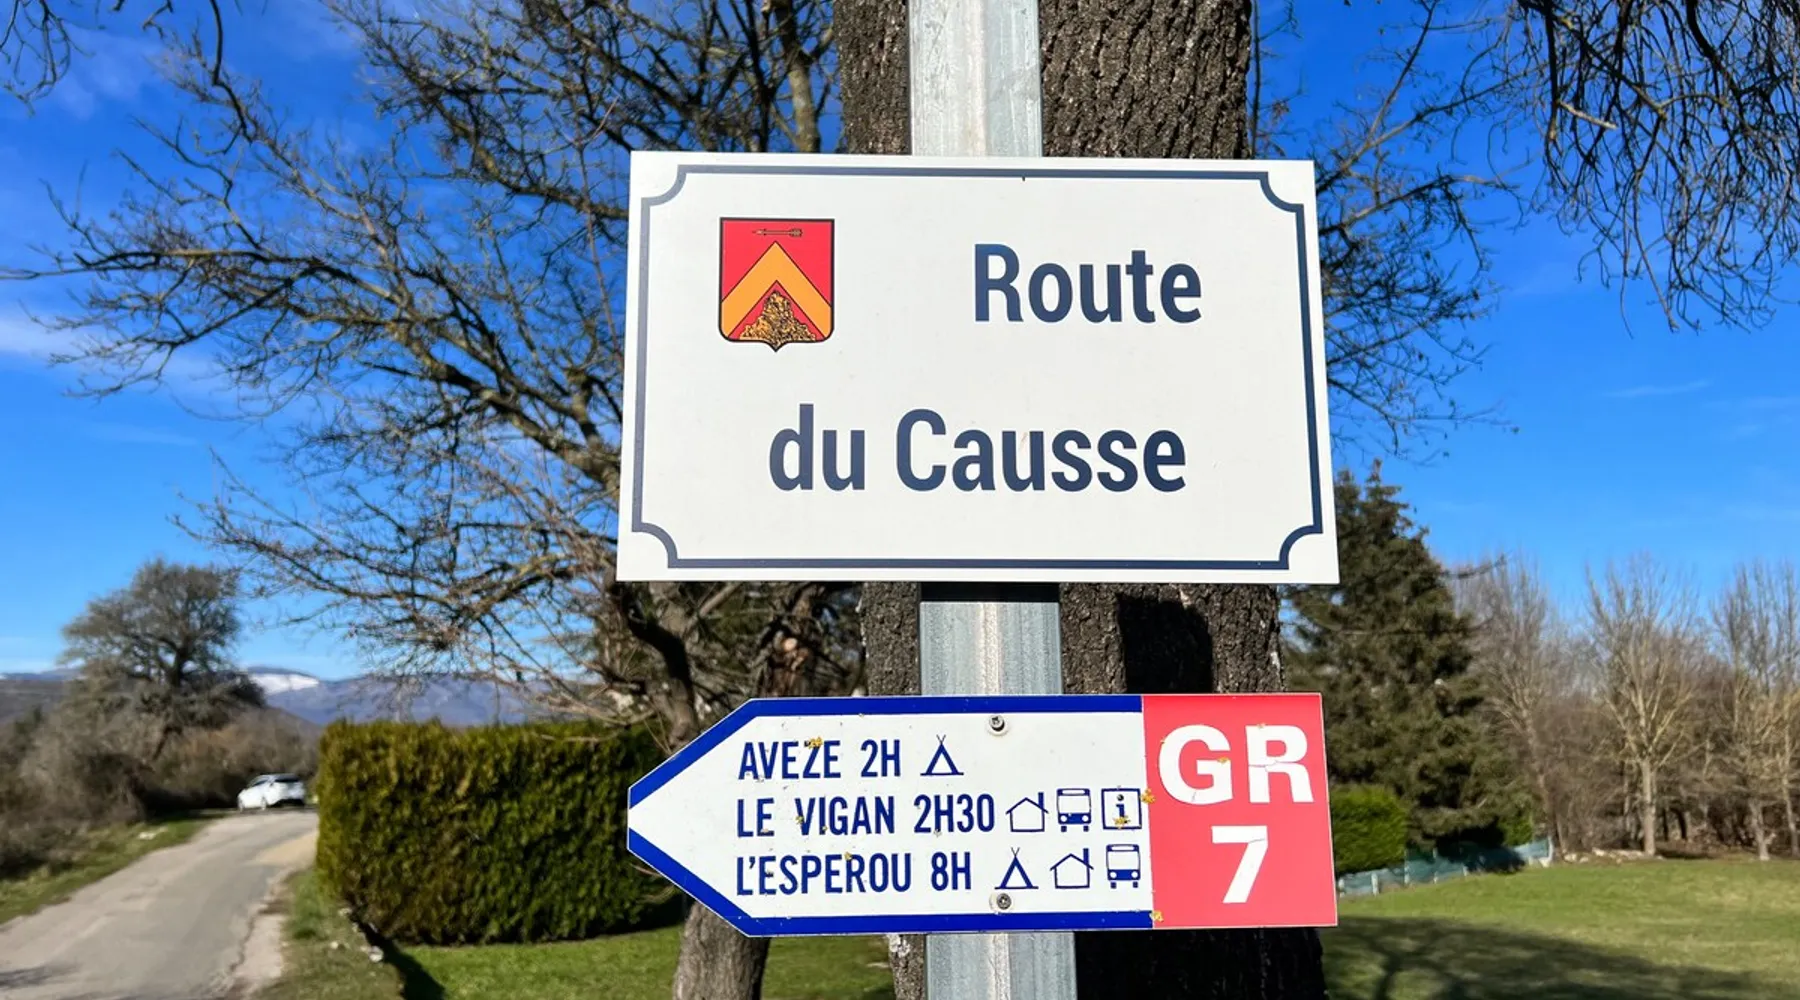 Route
du Causse
AVEZE 2H
LE VIGAN 2H30
L'ESPEROU 8H
GR
7